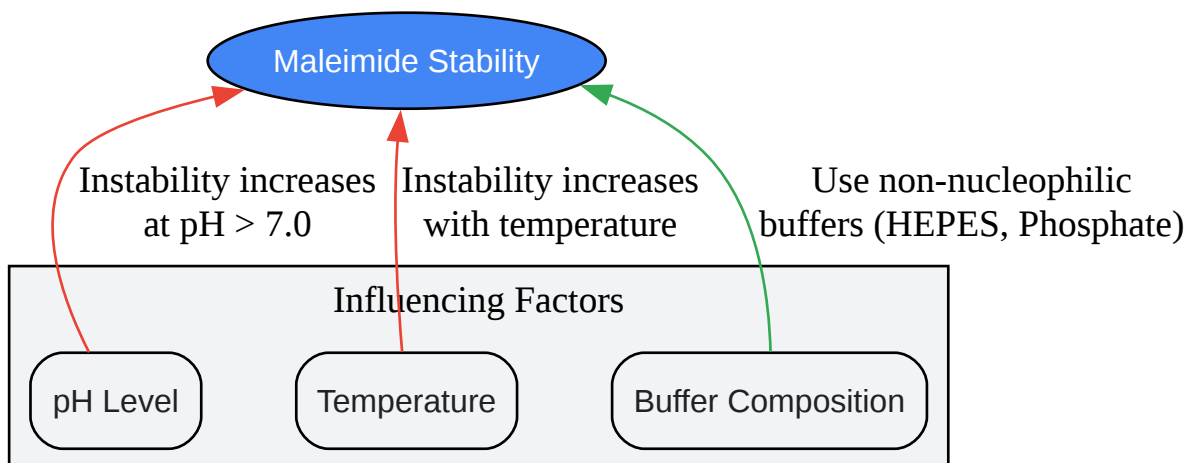 Maleimide Stability
Instability increases
at pH > 7.0
Instability increases
with temperature
Use non-nucleophilic
buffers (HEPES, Phosphate)
Influencing Factors
pH Level
Temperature
Buffer Composition